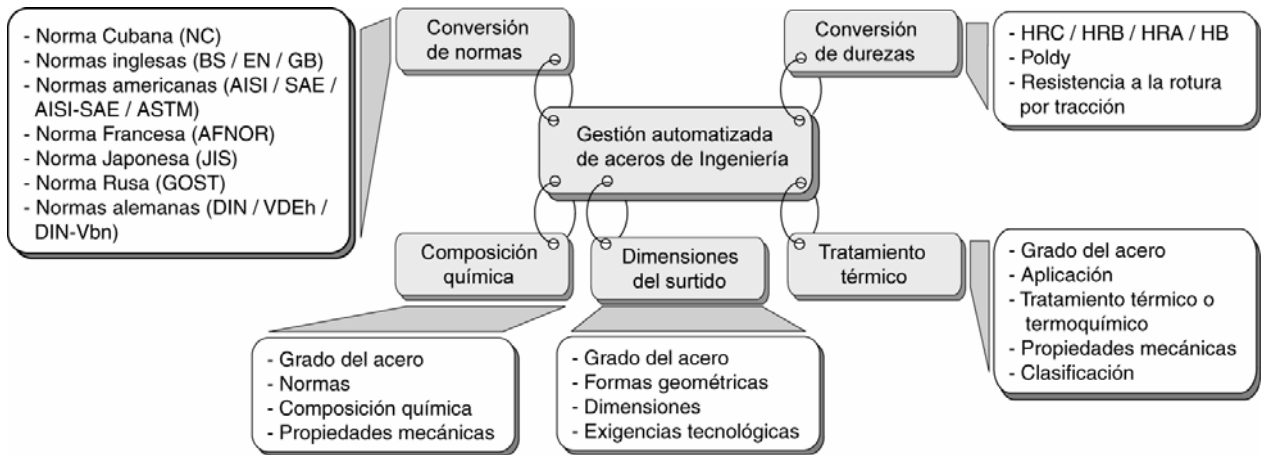 - Norma Cubana (NC)
- Normas inglesas (BS / EN / GB)
- Normas americanas (AISI / SAE /
AISI-SAE / ASTM)
- Norma Francesa (AFNOR)
- Norma Japonesa (JIS)
- Norma Rusa (GOST)
- Normas alemanas (DIN / VDEh /
DIN-Vbn)
Conversión
de normas
Conversión
de durezas
- HRC / HRB / HRA / HB
- Poldy
- Resistencia a la rotura
por tracción
Gestión automatizada
de aceros de Ingeniería
Composición
química
Dimensiones
del surtido
Tratamiento
térmico
- Grado del acero
- Aplicación
- Tratamiento térmico o
termoquímico
- Propiedades mecánicas
- Clasificación
- Grado del acero
- Normas
- Composición química
- Propiedades mecánicas
- Grado del acero
- Formas geométricas
- Dimensiones
- Exigencias tecnológicas